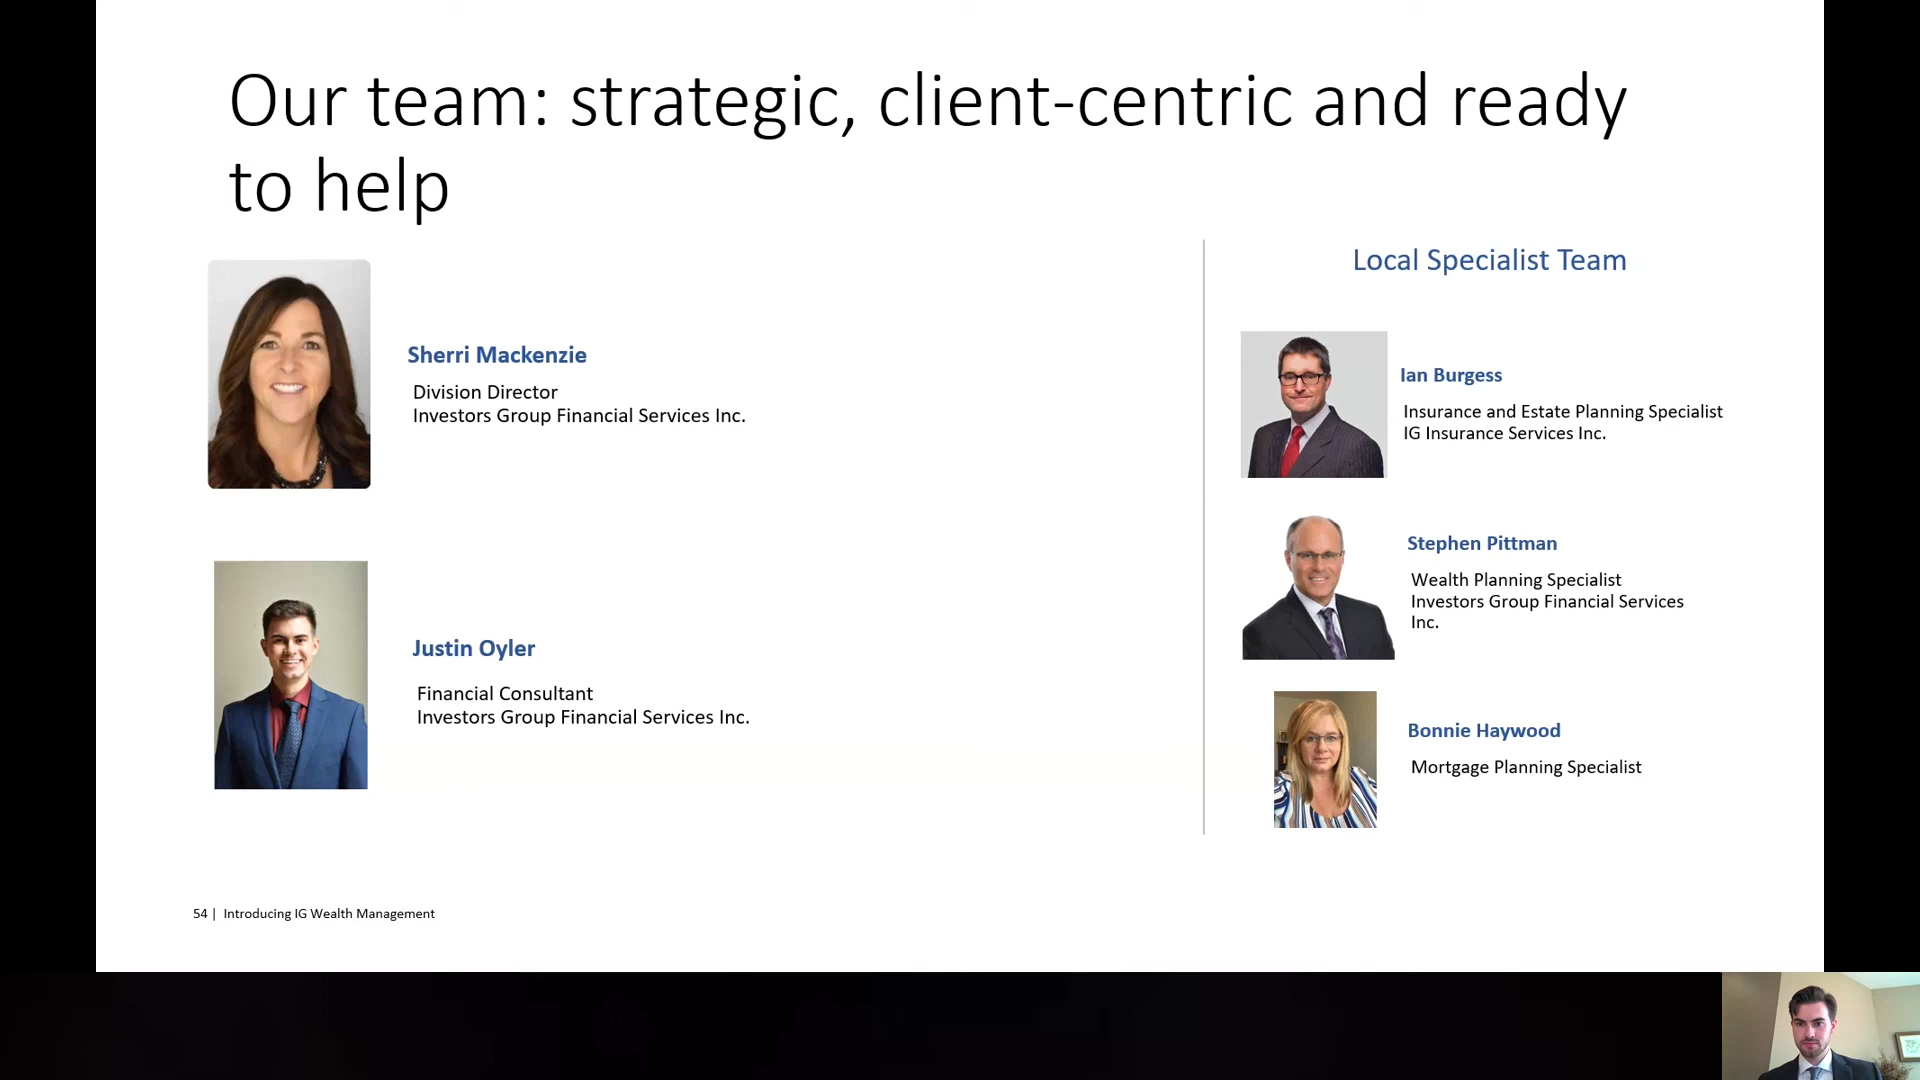 Our team: strategic, client-centric and ready
to help
Sherri Mackenzie
Division Director
Investors Group Financial Services Inc.
Justin Oyler
Financial Consultant
Investors Group Financial Services Inc.
Local Specialist Team
Ian Burgess
Insurance and Estate Planning Specialist
IG Insurance Services Inc.
Stephen Pittman
Wealth Planning Specialist
Investors Group Financial Services
Inc.
Bonnie Haywood
Mortgage Planning Specialist
54 | Introducing IG Wealth Management